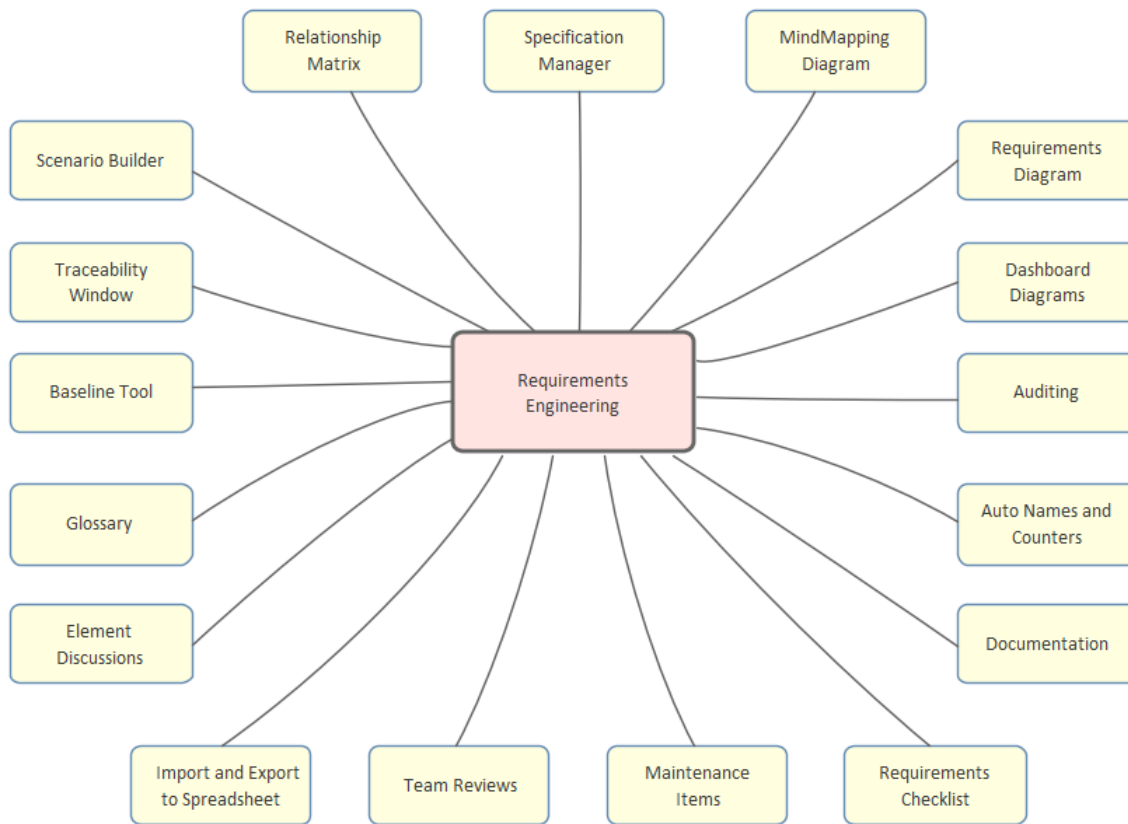 Relationship
Matrix
Specification
Manager
MindMapping
Diagram
Scenario Builder
Requirements
Diagram
Traceability
Window
Dashboard
Diagrams
Baseline Tool
Requirements
Engineering
Auditing
Glossary
Auto Names and
Counters
Element
Discussions
Documentation
Import and Export
to Spreadsheet
Team Reviews
Maintenance
Items
Requirements
Checklist